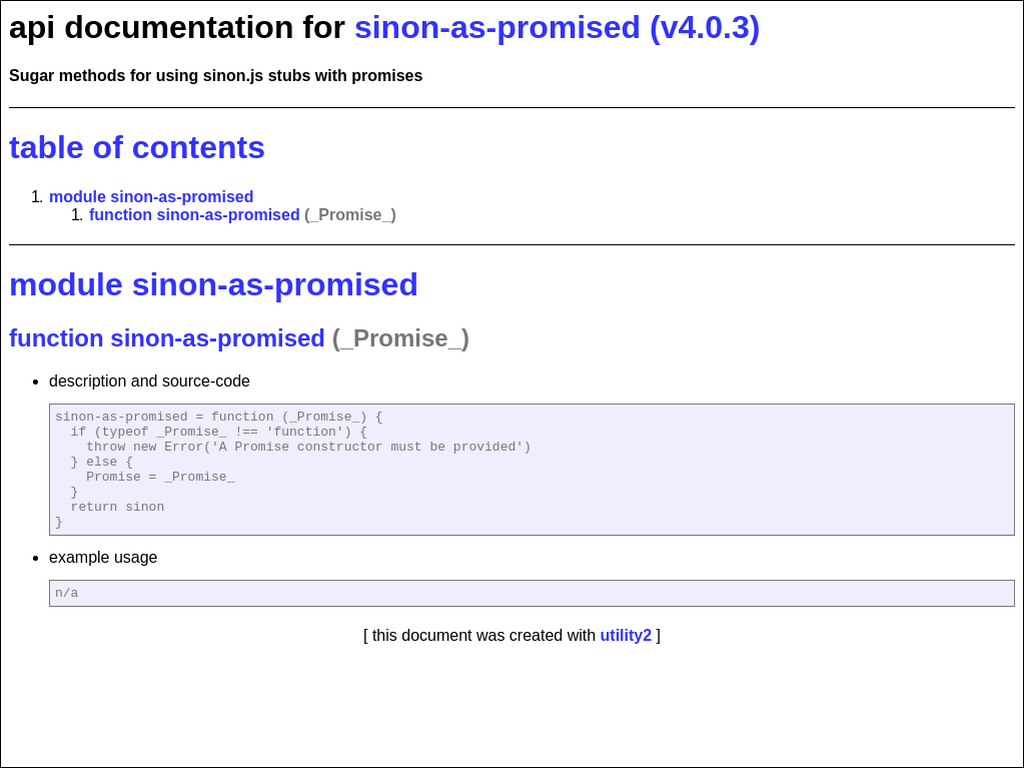 api documentation for sinon-as-promised (v4.0.3)
Sugar methods for using sinon.js stubs with promises
table of contents
1. module sinon-as-promised
1. function sinon-as-promised (_Promise_)
module sinon-as-promised
function sinon-as-promised (_Promise_)
• description and source-code
sinon-as-promised = function (_Promise_) {
  if (typeof _Promise_ !== 'function') {
    throw new Error('A Promise constructor must be provided')
  } else {
    Promise = _Promise_
  }
  return sinon
}
• example usage
n/a
[ this document was created with utility2 ]